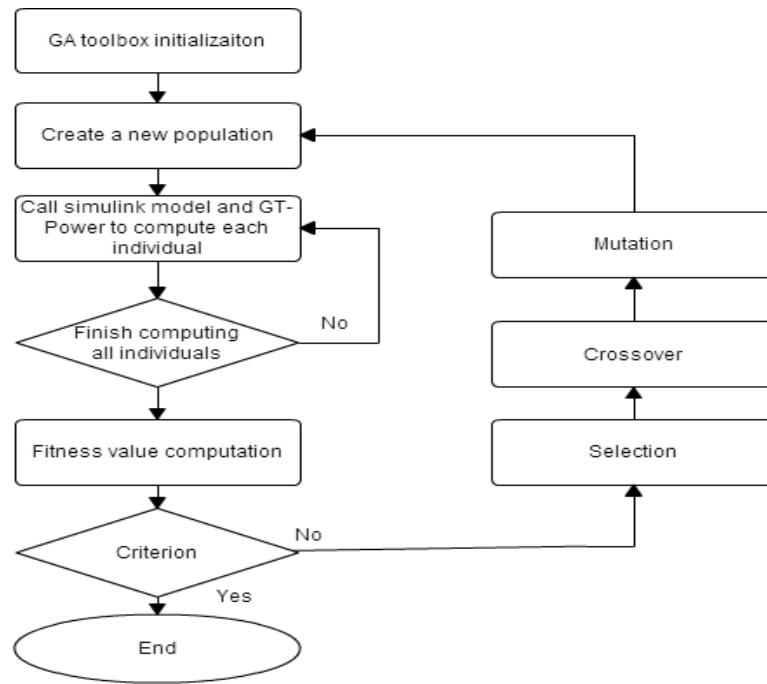 GA toolbox initializaiton
Create a new population
Call simulink model and GT-
Power to compute each
individual
Finish computing
all individuals
No
Fitness value computation
Criterion
No
Yes
End
Mutation
Crossover
Selection